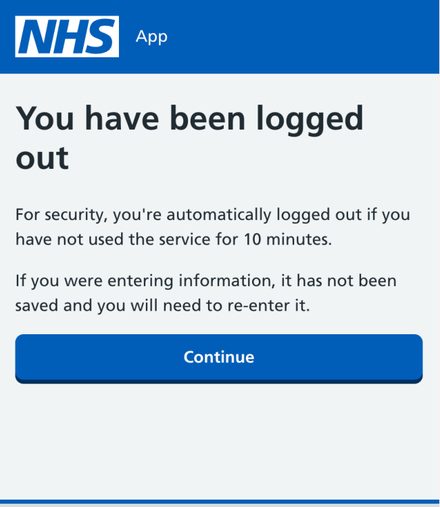 NHS App
You have been logged
out
For security, you're automatically logged out if you
have not used the service for 10 minutes.
If you were entering information, it has not been
saved and you will need to re-enter it.
Continue